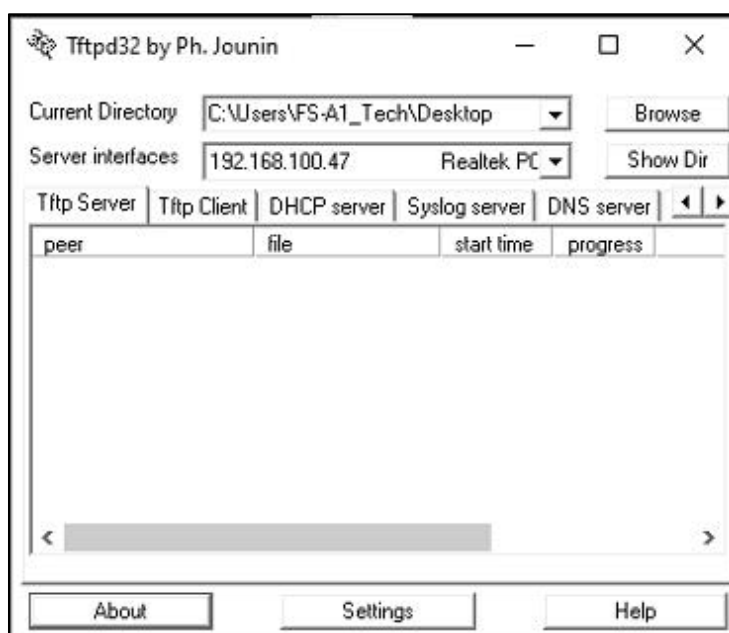 Tftpd32 by Ph. Jounin
Current Directory C:\Users\FS-A1_Tech\Desktop Browse
Server interfaces 192.168.100.47 Realtek PC Show Dir
Tftp Server Tftp Client DHCP server Syslog server DNS server
peer file start time progress
About Settings Help